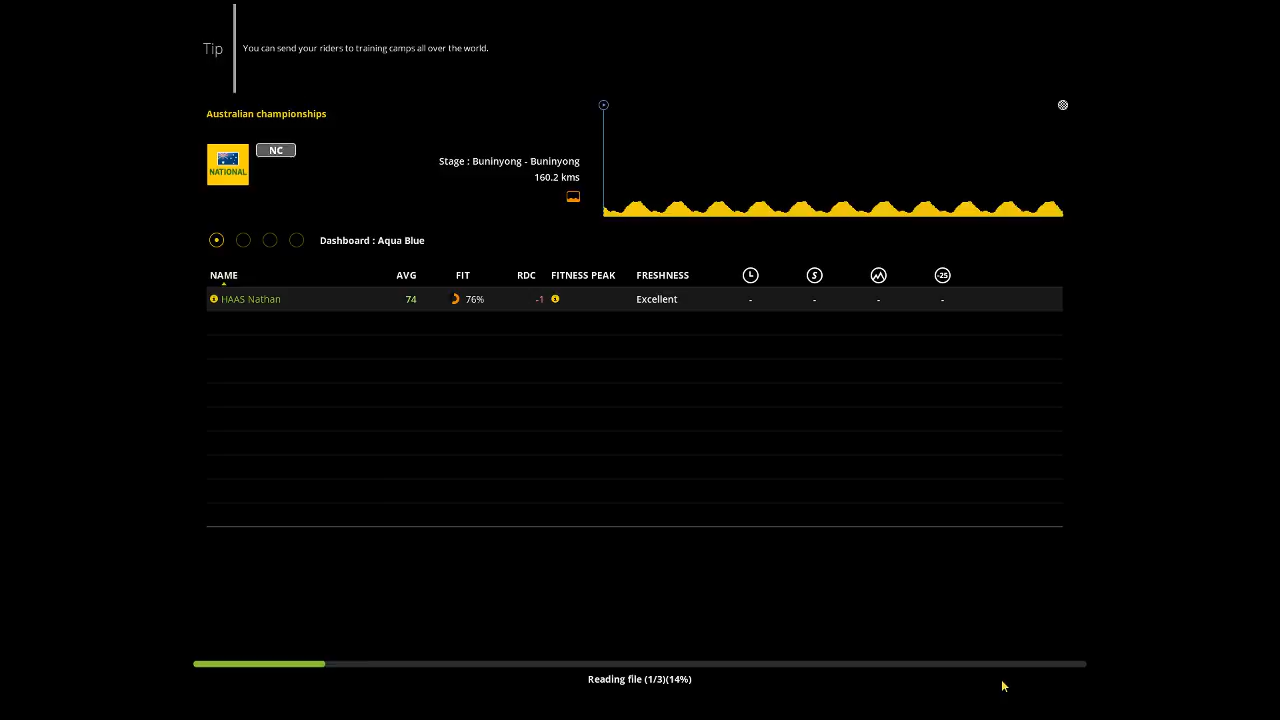 Tip
You can send your riders to training camps all over the world.
Australian championships
NATIONAL
NC
Stage : Buninyong - Buninyong
160.2 kms
Dashboard : Aqua Blue
NAME AVG FIT RDC FITNESS PEAK FRESHNESS S -25
HAAS Nathan 74 76% -1 Excellent - - - -
Reading file (1/3)(14%)